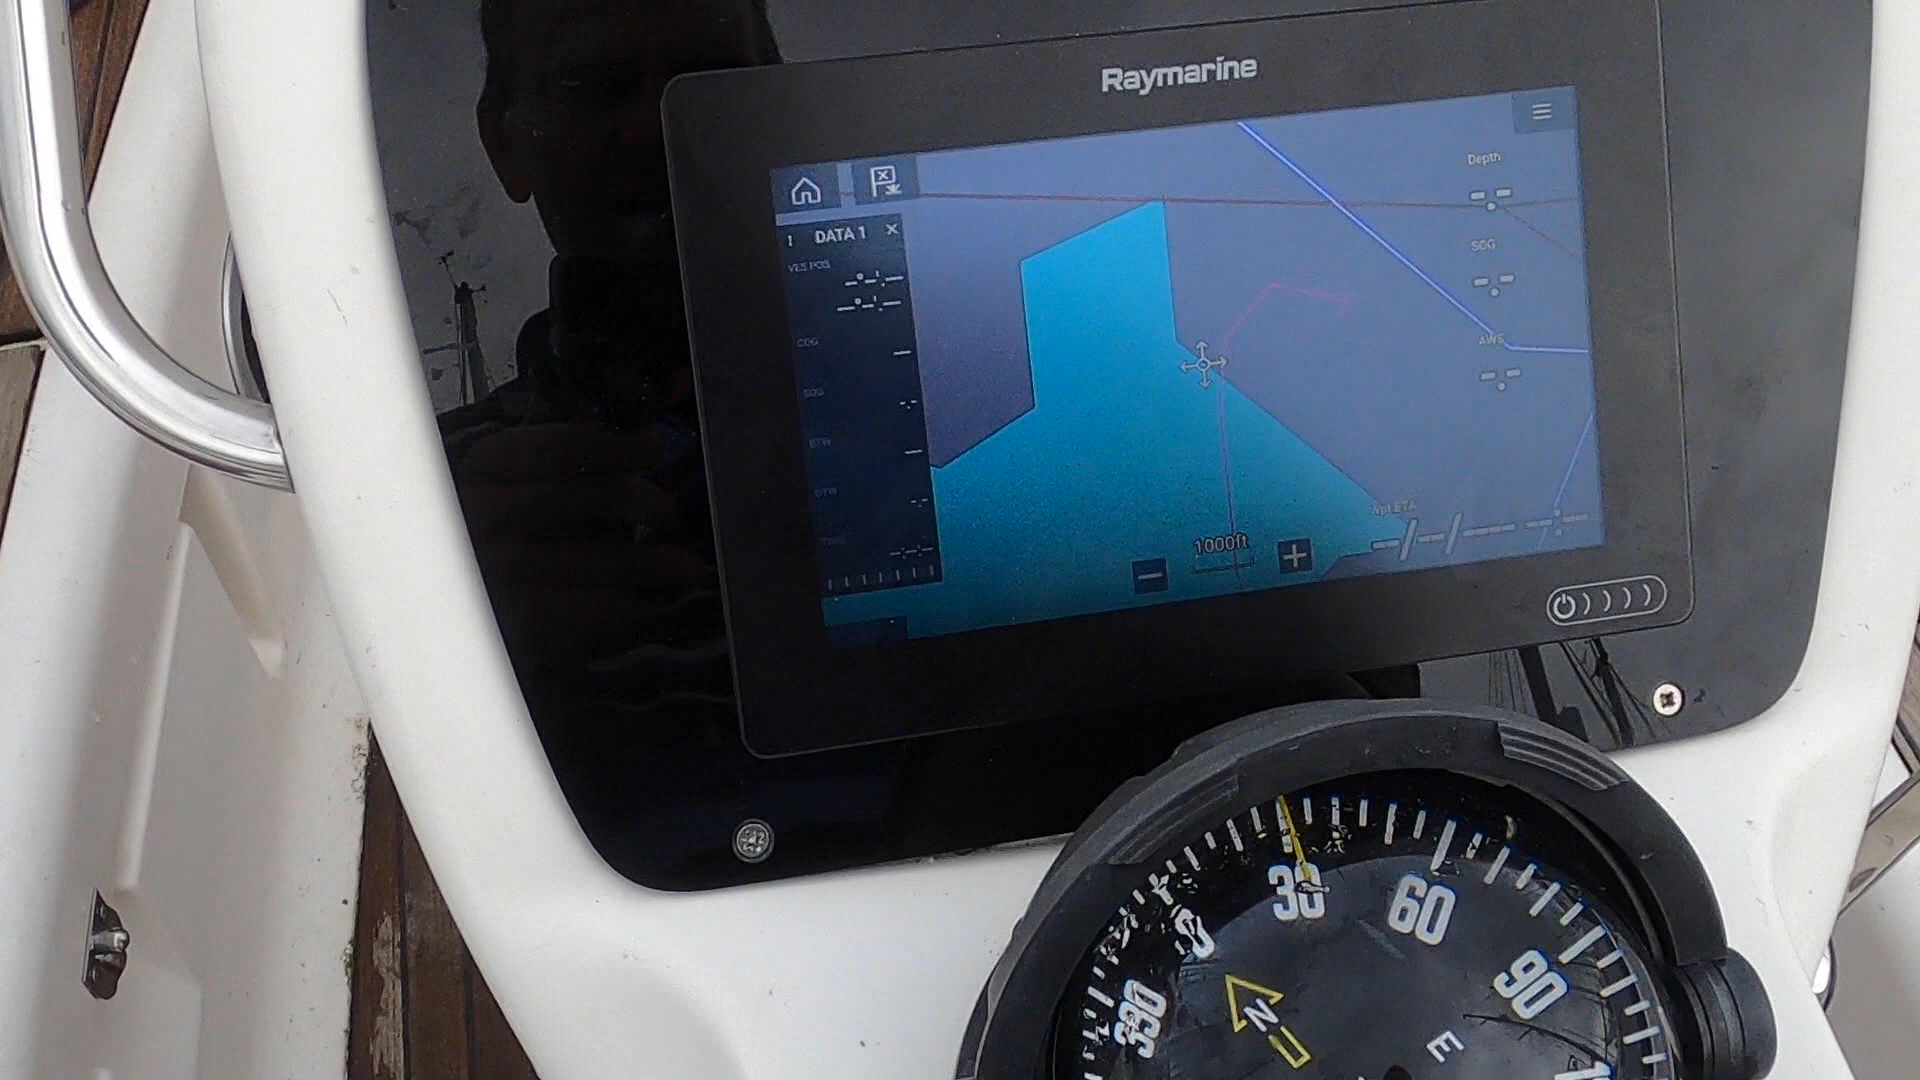 Raymarine
DATA 1
VES POS
COG
SOG
BTW
DTW
Depth
SOG
AWS
Wpt ETA
1000ft
330
0
30
60
90
N
E